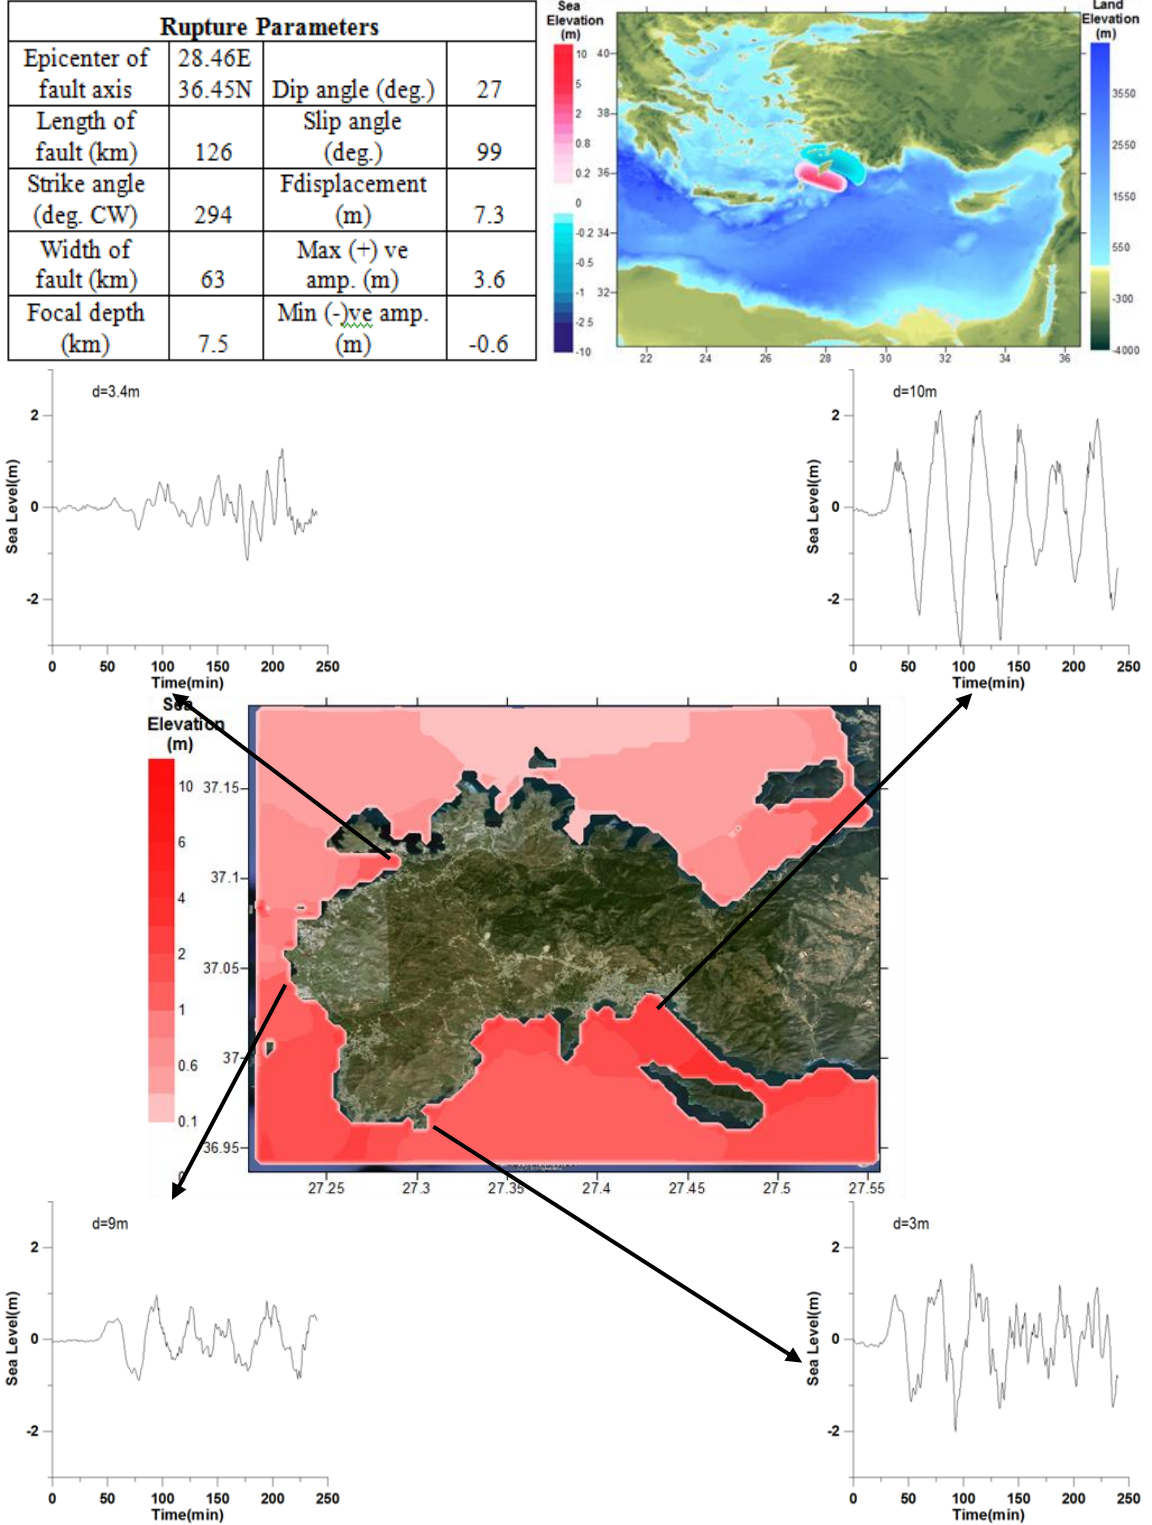 Rupture Parameters
Epicenter of fault axis
28.46E
36.45N
Dip angle (deg.)
27
Length of fault (km)
126
Slip angle (deg.)
99
Strike angle (deg. CW)
294
Fdisplacement (m)
7.3
Width of fault (km)
63
Max (+) ve amp. (m)
3.6
Focal depth (km)
7.5
Min (-)ve amp. (m)
-0.6
Sea
Elevation
(m)
10
5
2
0.8
0.2
0
-0.2
-0.5
-1
-2.5
-10
40
38
36
34
32
22 24 26 28 30 32 34 36
Land
Elevation
(m)
3550
2550
1550
550
-300
-4000
d=3.4m
Sea Level(m)
2
0
-2
0 50 100 150 200 250
Time(min)
d=10m
Sea Level(m)
2
0
-2
0 50 100 150 200 250
Time(min)
Sea
Elevation
(m)
10
6
4
2
1
0.6
0.1
0
37.15
37.1
37.05
37
36.95
27.25 27.3 27.35 27.4 27.45 27.5 27.55
d=9m
Sea Level(m)
2
0
-2
0 50 100 150 200 250
Time(min)
d=3m
Sea Level(m)
2
0
-2
0 50 100 150 200 250
Time(min)